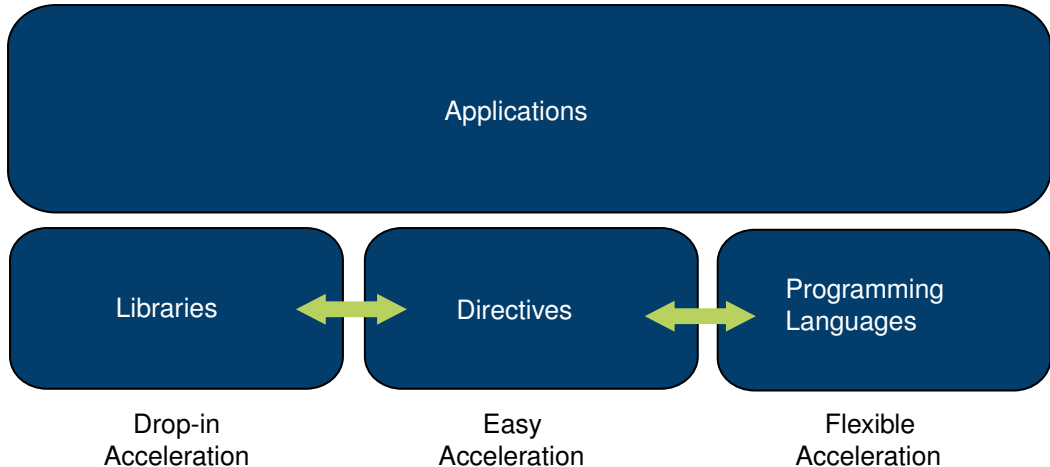 Applications
Libraries
Directives
Programming
Languages
Drop-in
Acceleration
Easy
Acceleration
Flexible
Acceleration